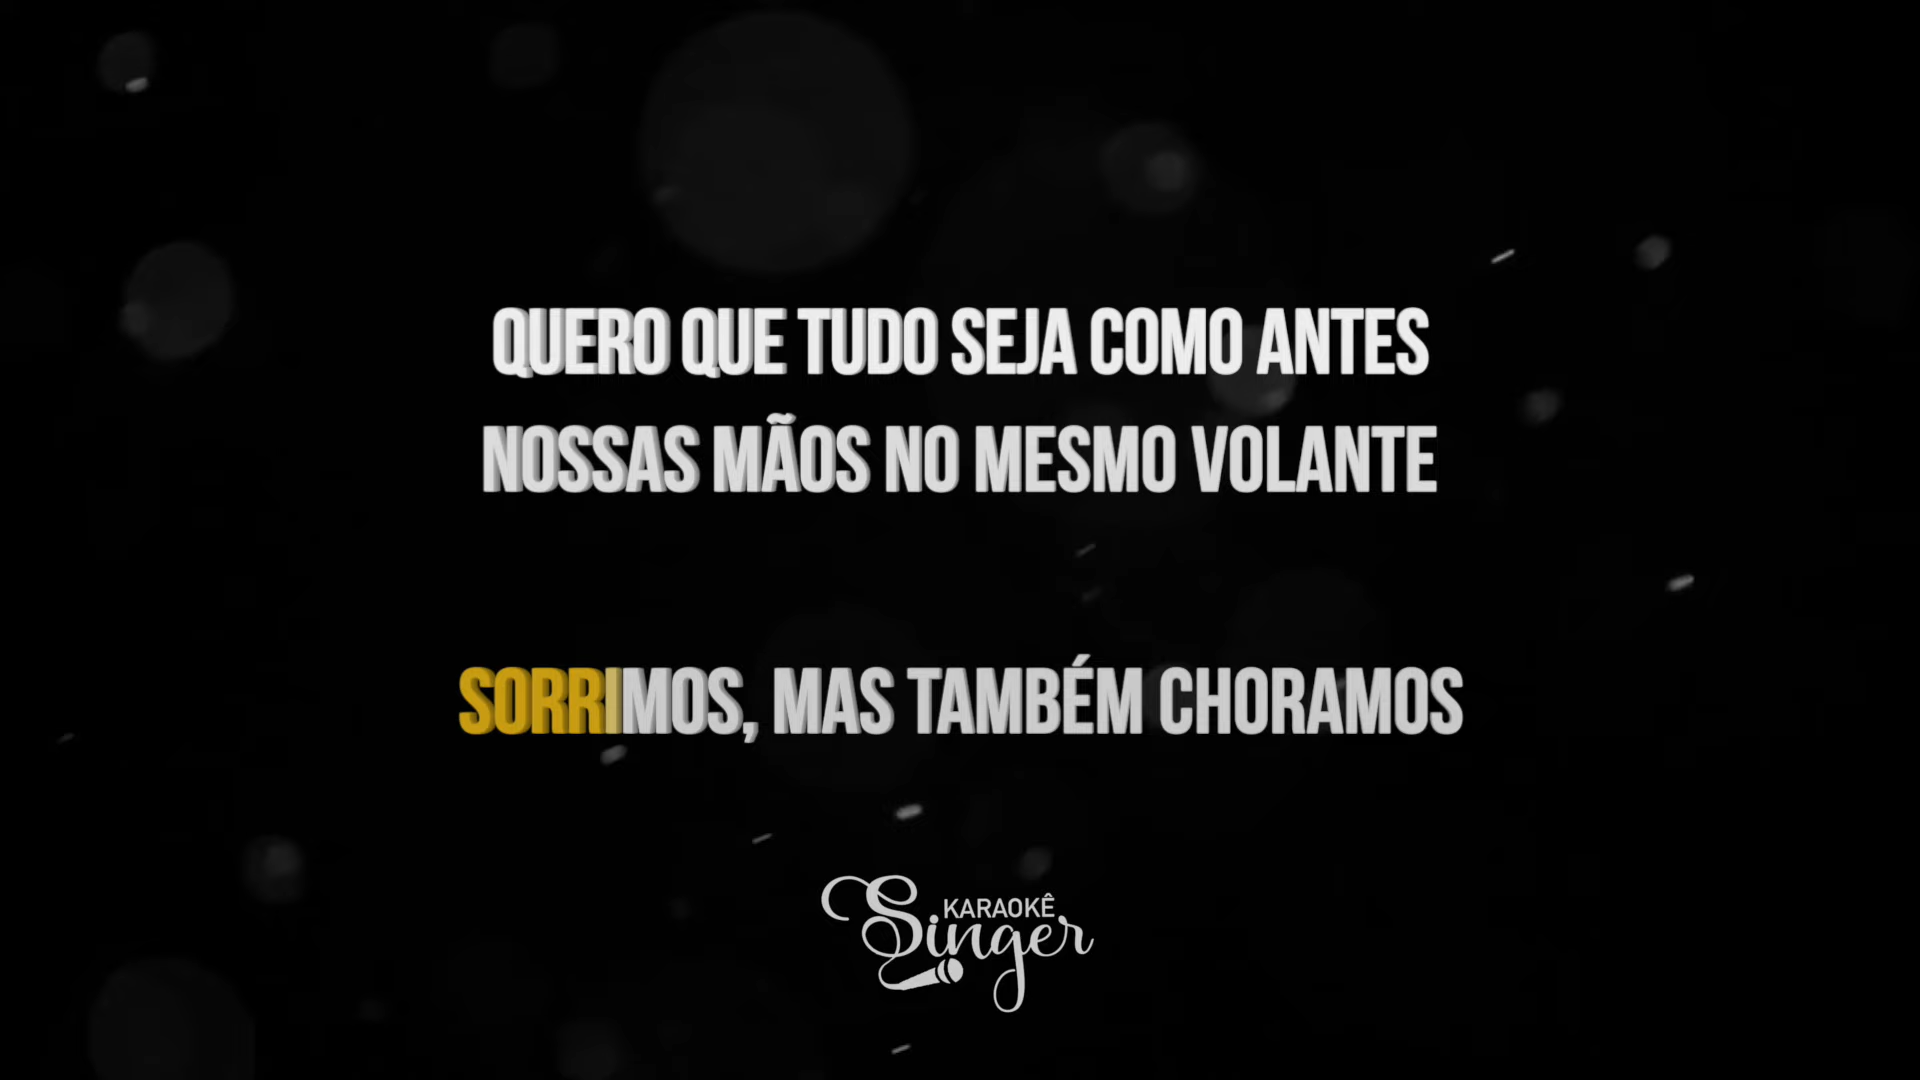 QUERO QUE TUDO SEJA COMO ANTES
NOSSAS MÃOS NO MESMO VOLANTE
SORRIMOS, MAS TAMBÉM CHORAMOS
KARAOKÊ
Singer